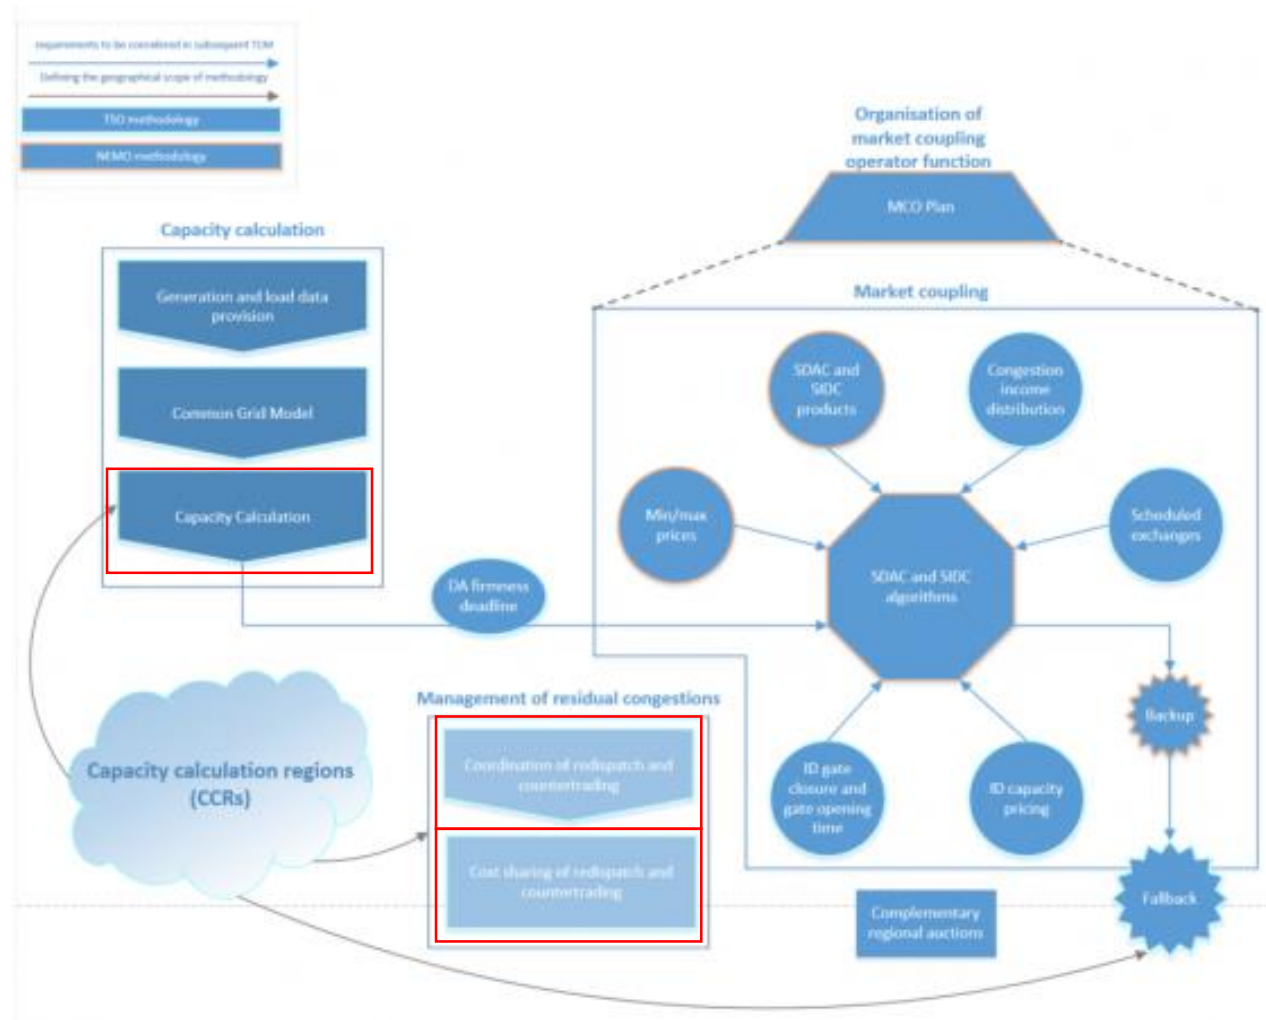 requirements to be considered in subsequent TCM
Defining the geographical scope of methodology
TSO methodology
NEMO methodology
Organisation of
market coupling
operator function
MCO Plan
Capacity calculation
Generation and load data
provision
Common Grid Model
Capacity Calculation
Market coupling
SDAC and
SIDC
products
Congestion
income
distribution
Min/max
prices
Scheduled
exchanges
SDAC and SIDC
algorithms
DA firmness
deadline
Management of residual congestions
Coordination of redispatch and
countertrading
Cost sharing of redispatch and
countertrading
Capacity calculation regions
(CCRs)
ID gate
closure and
gate opening
time
ID capacity
pricing
Backup
Fallback
Complementary
regional auctions